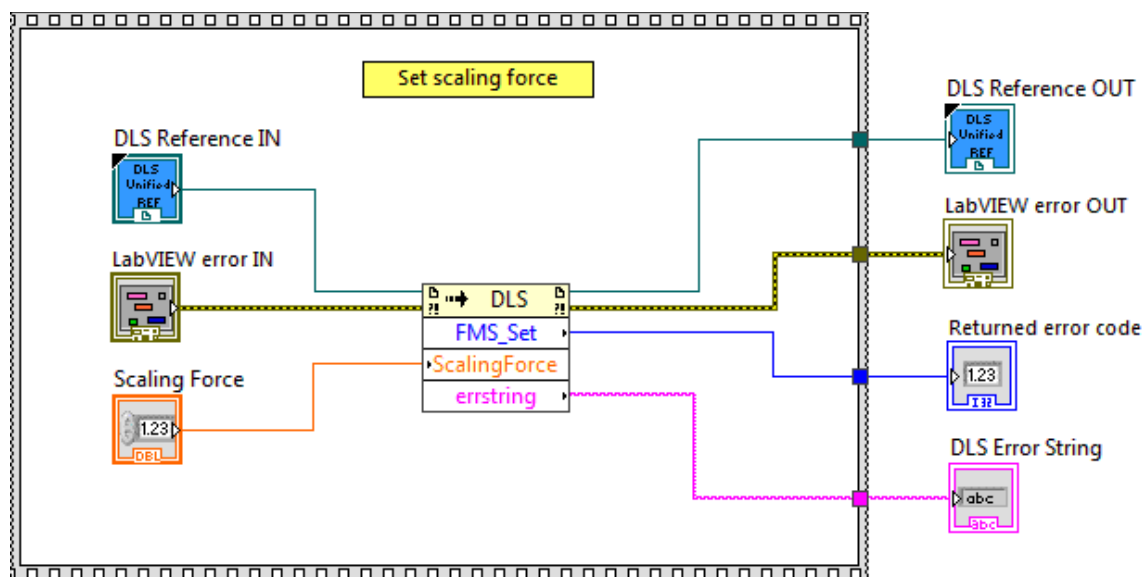 Set scaling force
DLS Reference OUT
DLS
Unified
REF
DLS Reference IN
DLS
Unified
REF
LabVIEW error OUT
LabVIEW error IN
?!
DLS
?!
FMS_Set
Returned error code
1.23
I32
ScalingForce
Scaling Force
1.23
DBL
errstring
DLS Error String
abc
abc